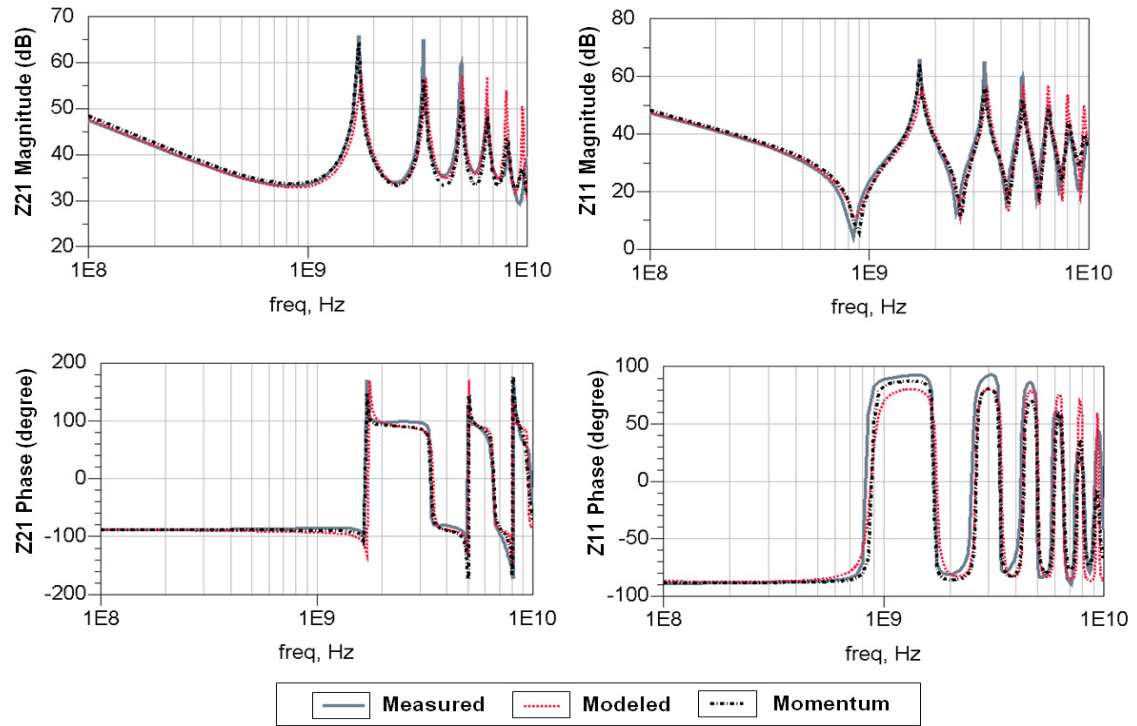 70
60
50
40
30
20
Z21 Magnitude (dB)
1E8
1E9
1E10
freq, Hz
80
60
40
20
0
Z11 Magnitude (dB)
1E8
1E9
1E10
freq, Hz
200
100
0
-100
-200
Z21 Phase (degree)
1E8
1E9
1E10
freq, Hz
100
50
0
-50
-100
Z11 Phase (degree)
1E8
1E9
1E10
freq, Hz
Measured Modeled Momentum